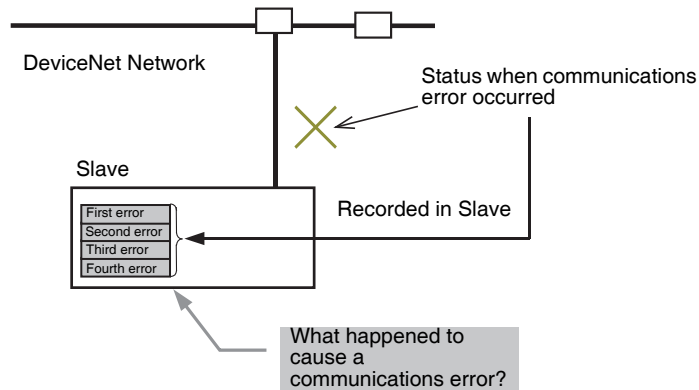 DeviceNet Network
Status when communications
error occurred
Slave
Recorded in Slave
First error
Second error
Third error
Fourth error
What happened to
cause a
communications error?